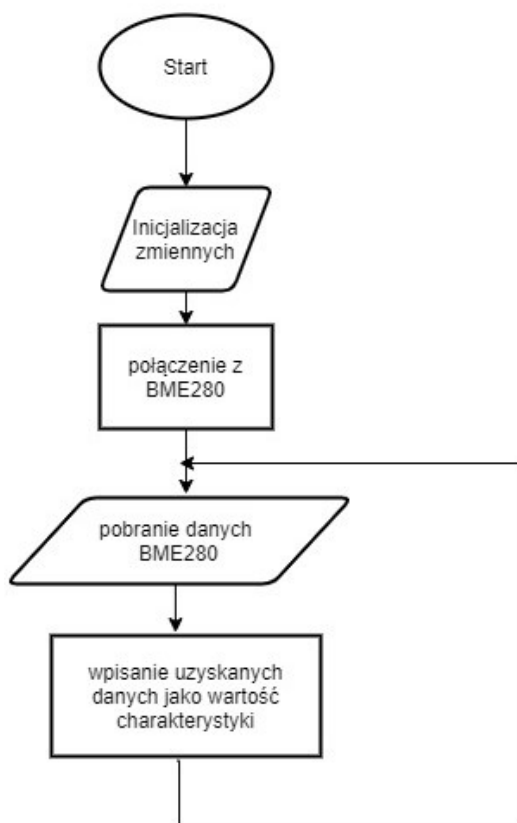 Start
Inicjalizacja
zmiennych
połączenie z
BME280
pobranie danych
BME280
wpisanie uzyskanych
danych jako wartość
charakterystyki